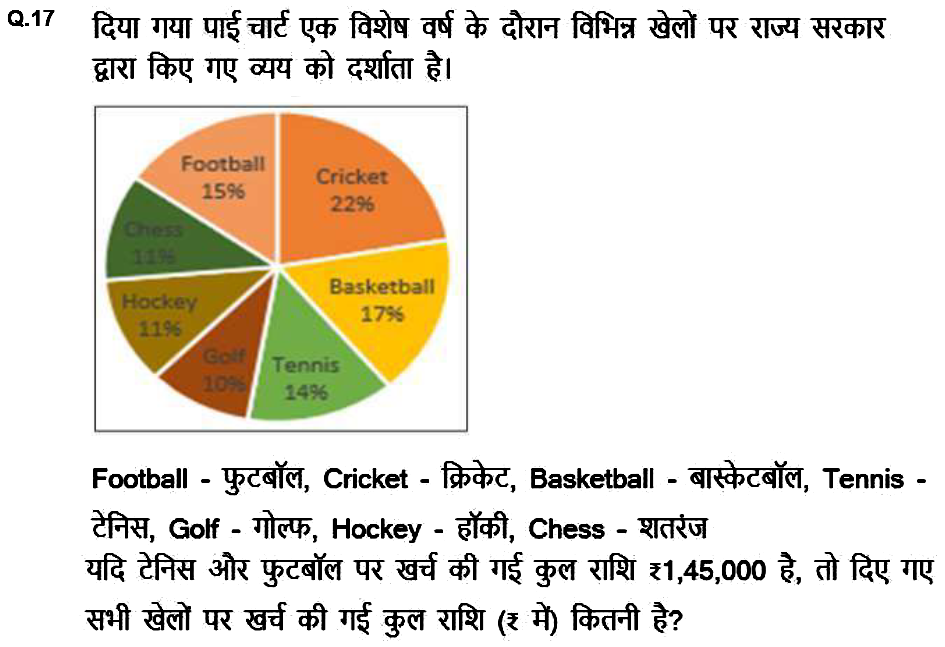 Q.17 दिया गया पाई चार्ट एक विशेष वर्ष के दौरान विभिन्न खेलों पर राज्य सरकार
द्वारा किए गए व्यय को दर्शाता है।
Football
15%
Cricket
22%
Chess
11%
Basketball
17%
Hockey
11%
Golf
10%
Tennis
14%
Football - फुटबॉल, Cricket - क्रिकेट, Basketball - बास्केटबॉल, Tennis -
टेनिस, Golf - गोल्फ, Hockey - हॉकी, Chess - शतरंज
यदि टेनिस और फुटबॉल पर खर्च की गई कुल राशि ₹1,45,000 है, तो दिए गए
सभी खेलों पर खर्च की गई कुल राशि (₹ में) कितनी है?